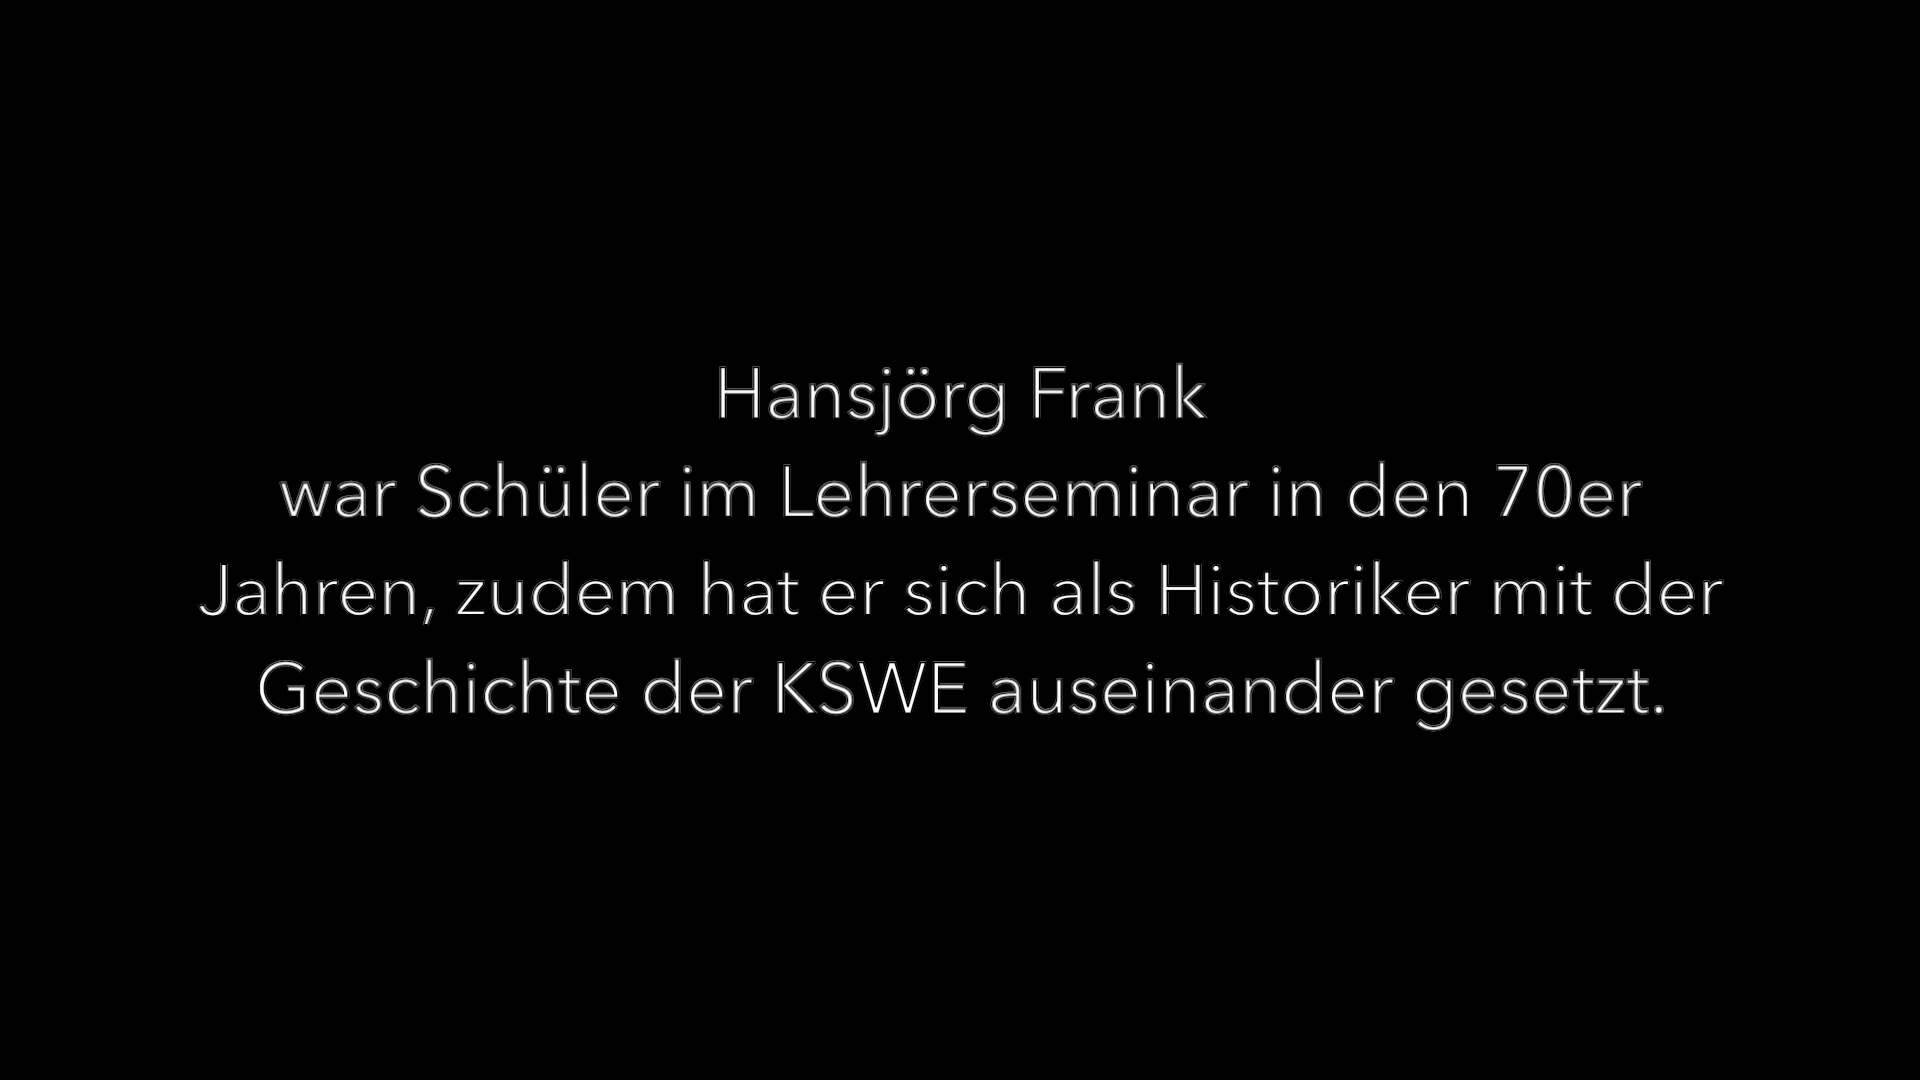 Hansjörg Frank
war Schüler im Lehrerseminar in den 70er
Jahren, zudem hat er sich als Historiker mit der
Geschichte der KSWE auseinander gesetzt.